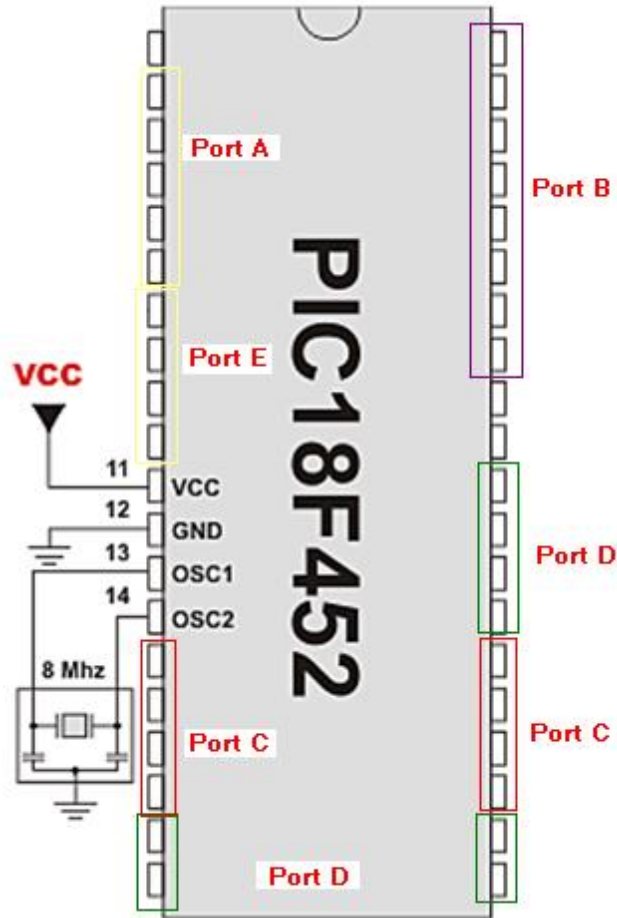 Port A
Port B
PIC18F452
Port E
VCC
11
VCC
12
GND
13
OSC1
14
OSC2
Port D
8 Mhz
Port C
Port C
Port D